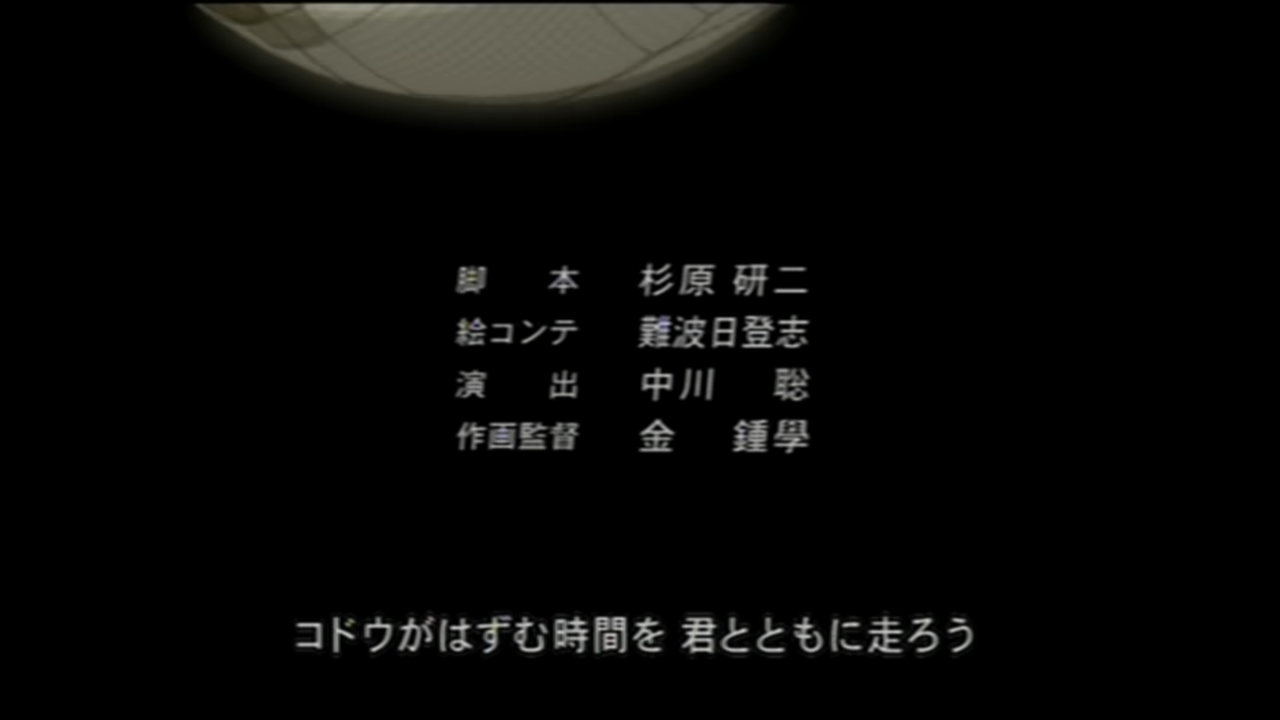 脚本 杉原 研二
絵コンテ 難波日登志
演出 中川 聡
作画監督 金 鍾學
コドウがはずむ時間を 君とともに走ろう